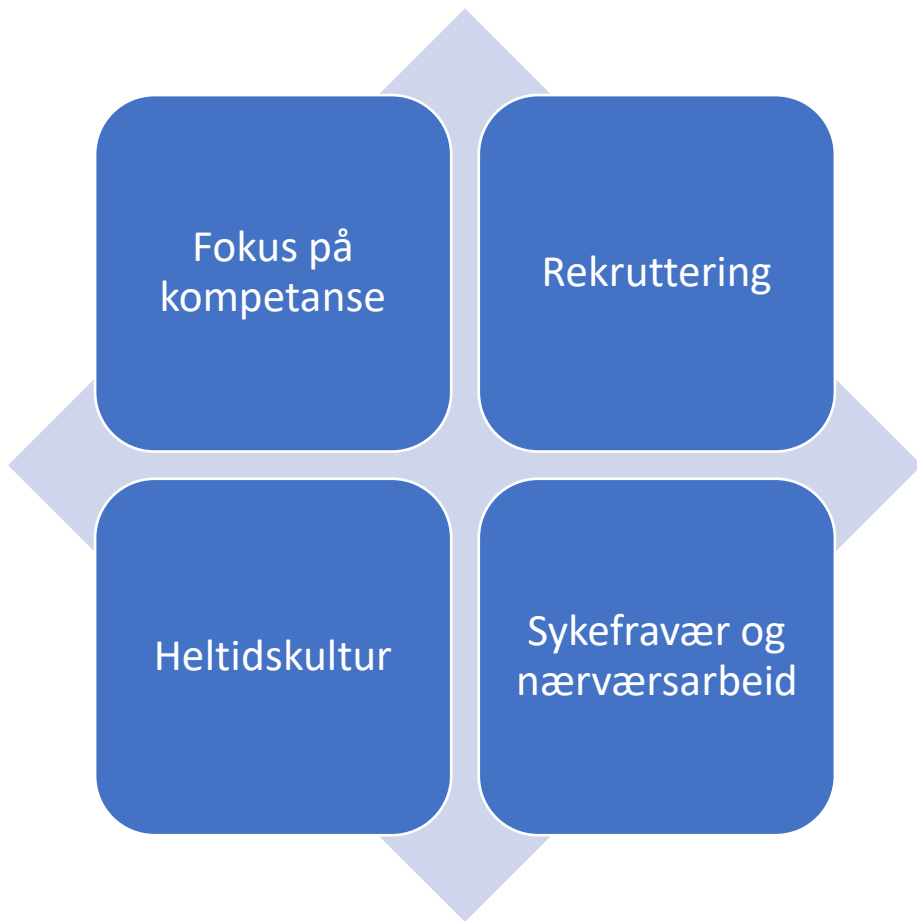 Fokus på
kompetanse
Rekruttering
Heltidskultur
Sykefravær og
nærværsarbeid